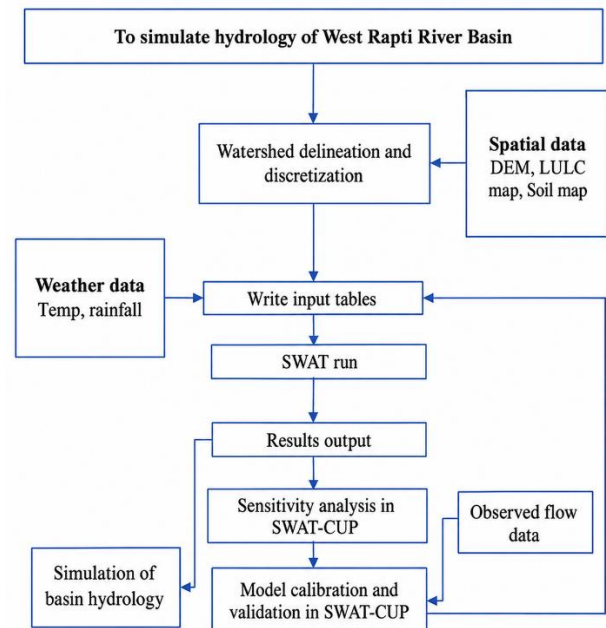 To simulate hydrology of West Rapti River Basin
Watershed delineation and
discretization
Spatial data
DEM, LULC
map, Soil map
Weather data
Temp, rainfall
Write input tables
SWAT run
Results output
Sensitivity analysis in
SWAT-CUP
Observed flow
data
Simulation of
basin hydrology
Model calibration and
validation in SWAT-CUP